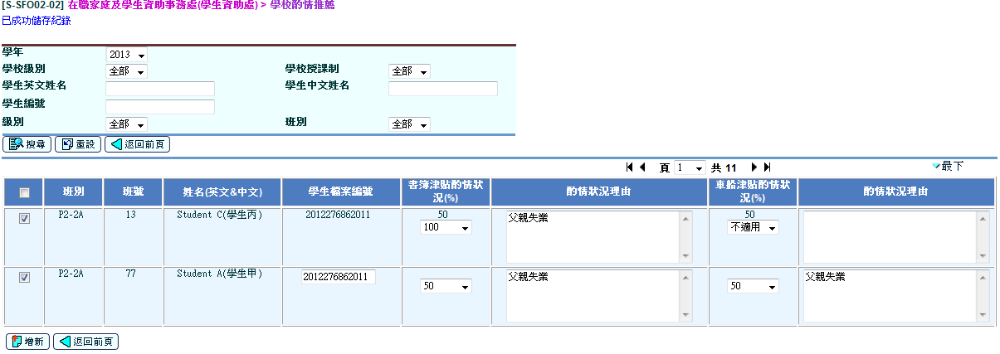 [S-SFO02-02] 在職家庭及學生資助事務處(學生資助處) > 學校酌情推薦
已成功儲存紀錄
學年 2013
學校級別 全部 學校授課制 全部
學生英文姓名 學生中文姓名
學生編號
級別 全部 班別 全部
搜尋 重設 返回前頁
頁 1 共 11 最下
班別 班號 姓名(英文&中文) 學生檔案編號 書簿津貼酌情狀況(%) 酌情狀況理由 車船津貼酌情狀況(%) 酌情狀況理由
P2-2A 13 Student C(學生丙) 2012276862011 50 父親失業 50
100 不適用
P2-2A 77 Student A(學生甲) 2012276862011 50 父親失業 50 父親失業
增新 返回前頁